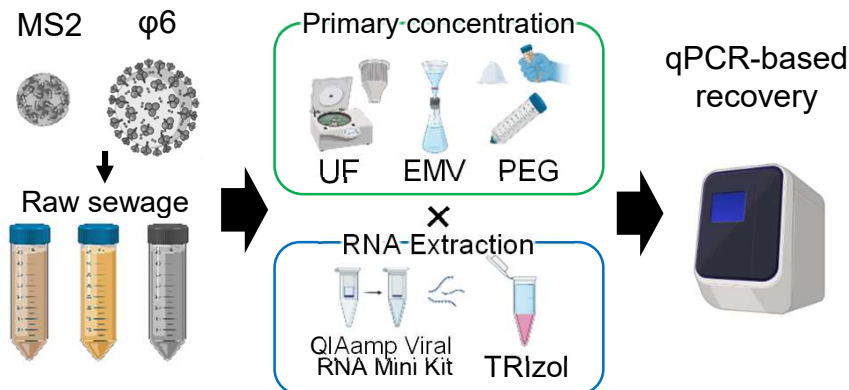 MS2
φ6
Raw sewage
Primary concentration
UF
EMV
PEG
×
RNA Extraction
QIAamp Viral
RNA Mini Kit
TRIzol
qPCR-based
recovery